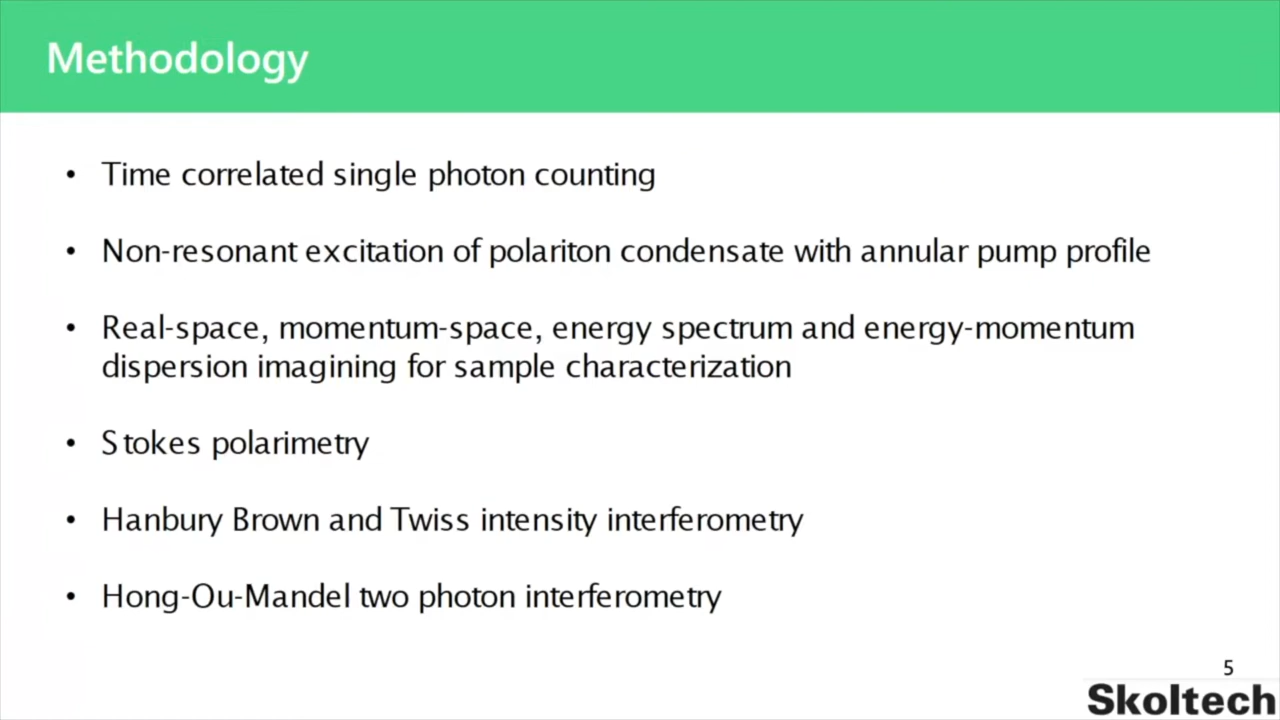 Methodology
• Time correlated single photon counting
• Non-resonant excitation of polariton condensate with annular pump profile
• Real-space, momentum-space, energy spectrum and energy-momentum
dispersion imagining for sample characterization
• Stokes polarimetry
• Hanbury Brown and Twiss intensity interferometry
• Hong-Ou-Mandel two photon interferometry
5
Skoltech